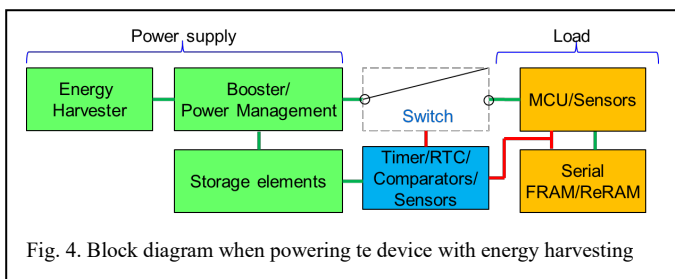 Power supply
Load
Energy
Harvester
Booster/
Power Management
Switch
MCU/Sensors
Storage elements
Timer/RTC/
Comparators/
Sensors
Serial
FRAM/ReRAM
Fig. 4. Block diagram when powering te device with energy harvesting